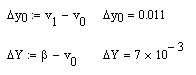 Δy0 := v₁ − v₀   Δy0 = 0.011
ΔY := β − v₀   ΔY = 7 × 10⁻³